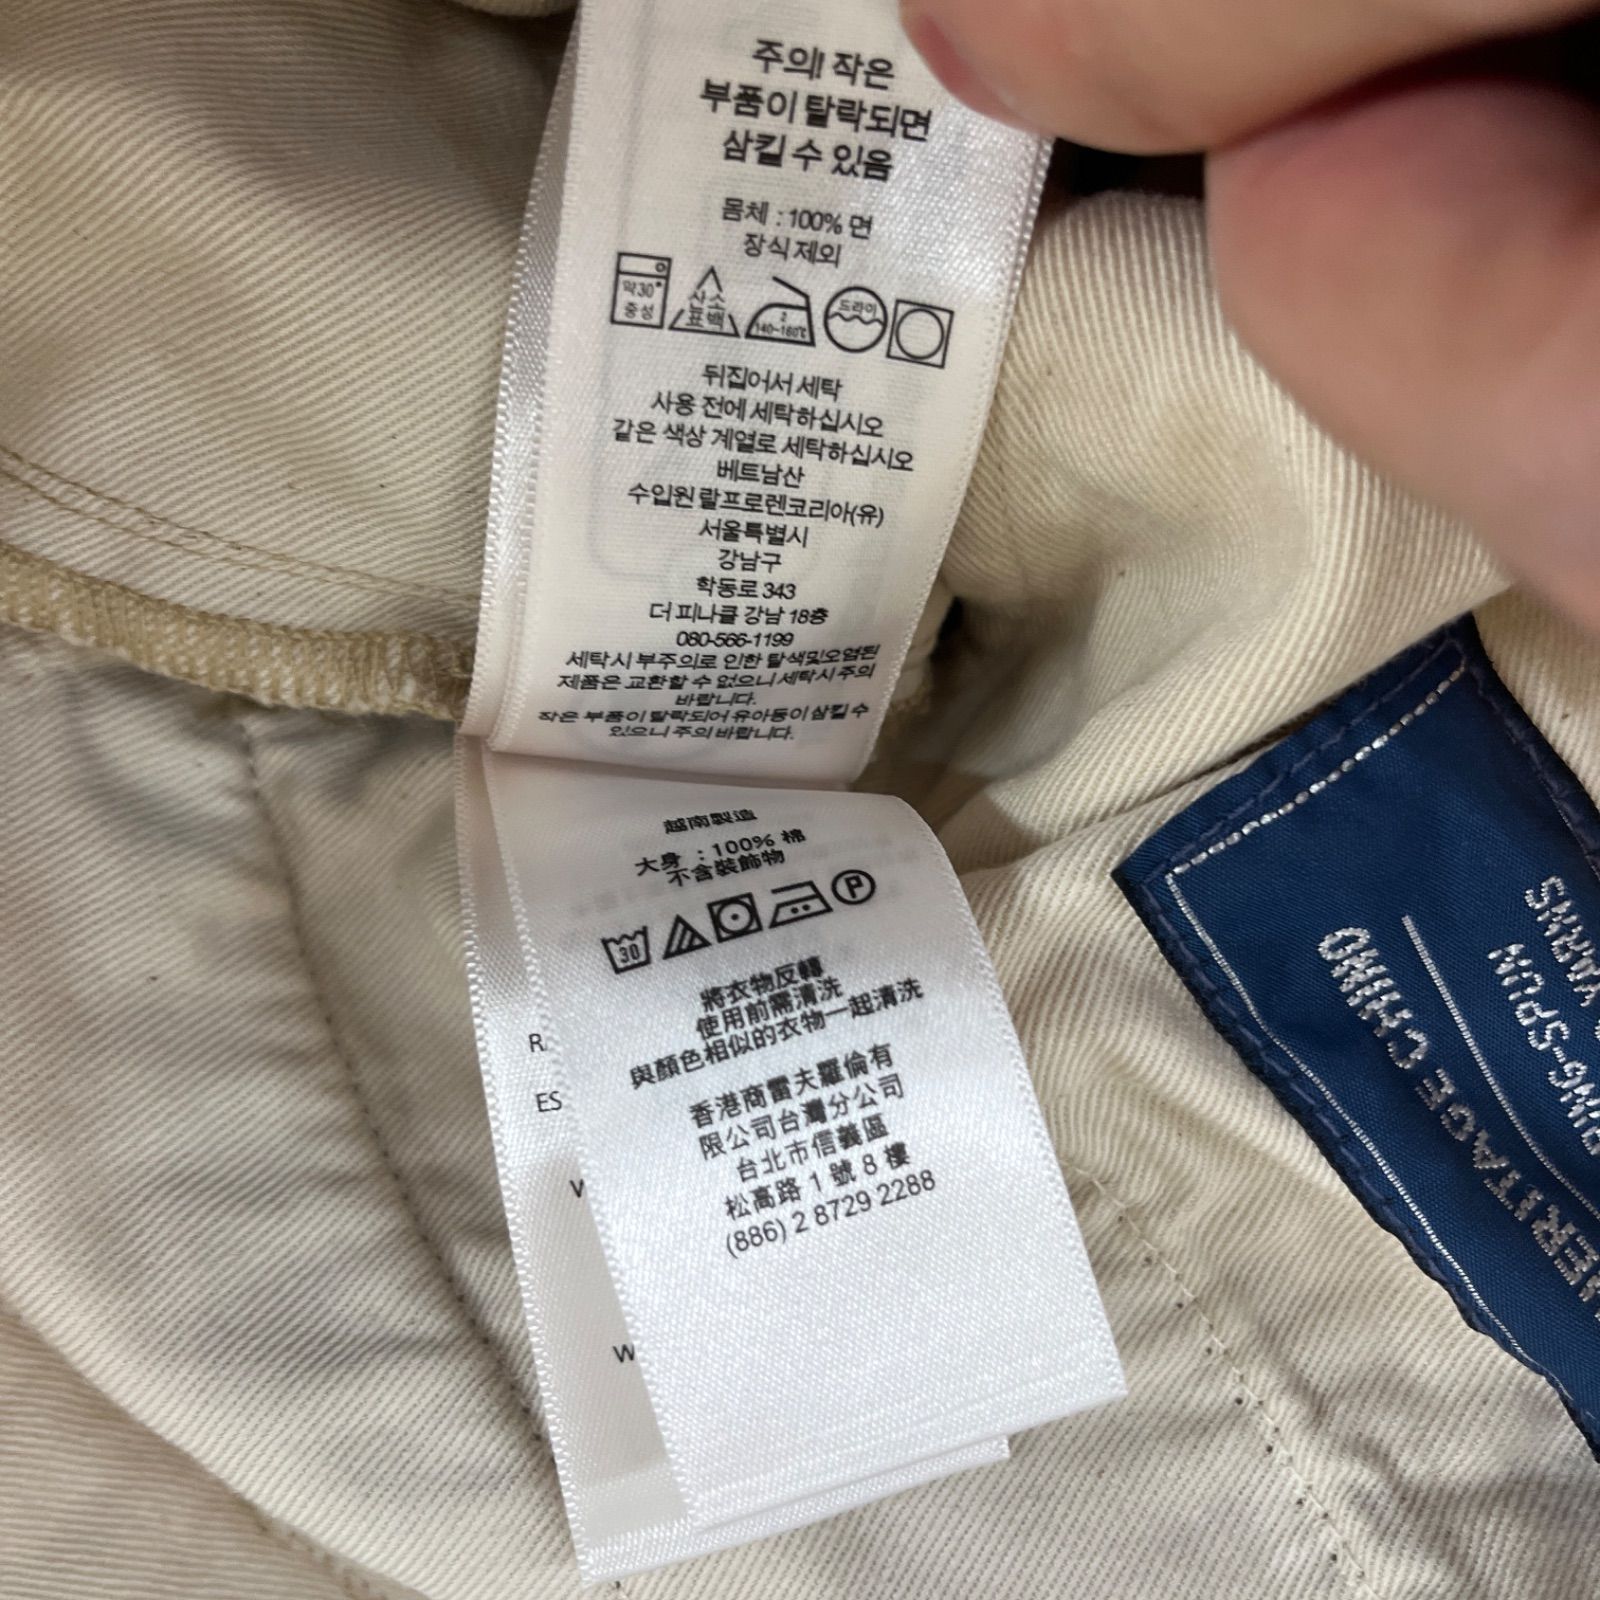 주의! 작은
부품이 탈락되면
삼킬 수 있음
몸체 : 100% 면
장식 제외
약30°
중성
산소
표백
2
140~160℃
드라이
뒤집어서 세탁
사용 전에 세탁하십시오
같은 색상 계열로 세탁하십시오
베트남산
수입원 랄프로렌코리아(유)
서울특별시
강남구
학동로 343
더 피나클 강남 18층
080-566-1199
세탁시 부주의로 인한 탈색및오염된
제품은 교환할 수 없으니 세탁시 주의
바랍니다.
작은 부품이 탈락되어 유아동이 삼킬 수
있으니 주의 바랍니다.
越南製造
大身 : 100% 棉
不含裝飾物
30
P
將衣物反轉
使用前需清洗
與顏色相似的衣物一起清洗
香港商雷夫羅倫有
限公司台灣分公司
台北市信義區
松高路 1 號 8 樓
(886) 2 8729 2288
ES
CHINO
RING-SPUN
YARNS